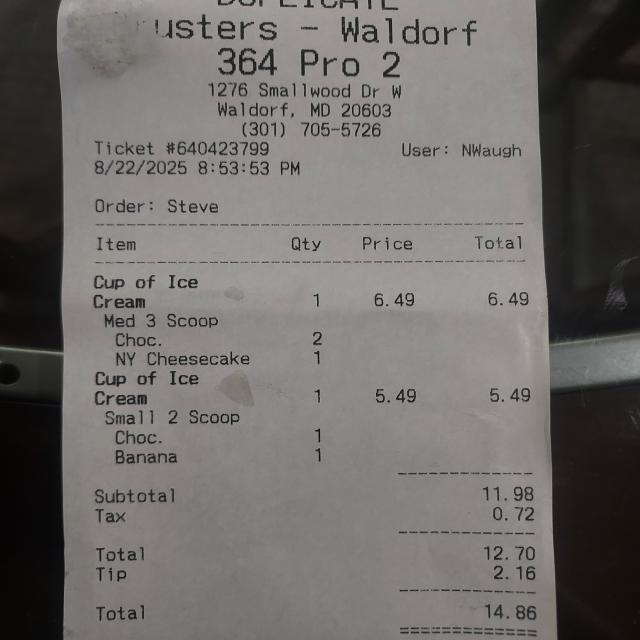 DUPLICATE
rusters - Waldorf
364 Pro 2
1276 Smallwood Dr W
Waldorf, MD 20603
(301) 705-5726
Ticket #640423799 User: NWaugh
8/22/2025 8:53:53 PM
Order: Steve
Item Qty Price Total
Cup of Ice
Cream 1 6.49 6.49
Med 3 Scoop
Choc. 2
NY Cheesecake 1
Cup of Ice
Cream 1 5.49 5.49
Small 2 Scoop
Choc. 1
Banana 1
Subtotal 11.98
Tax 0.72
Total 12.70
Tip 2.16
Total 14.86